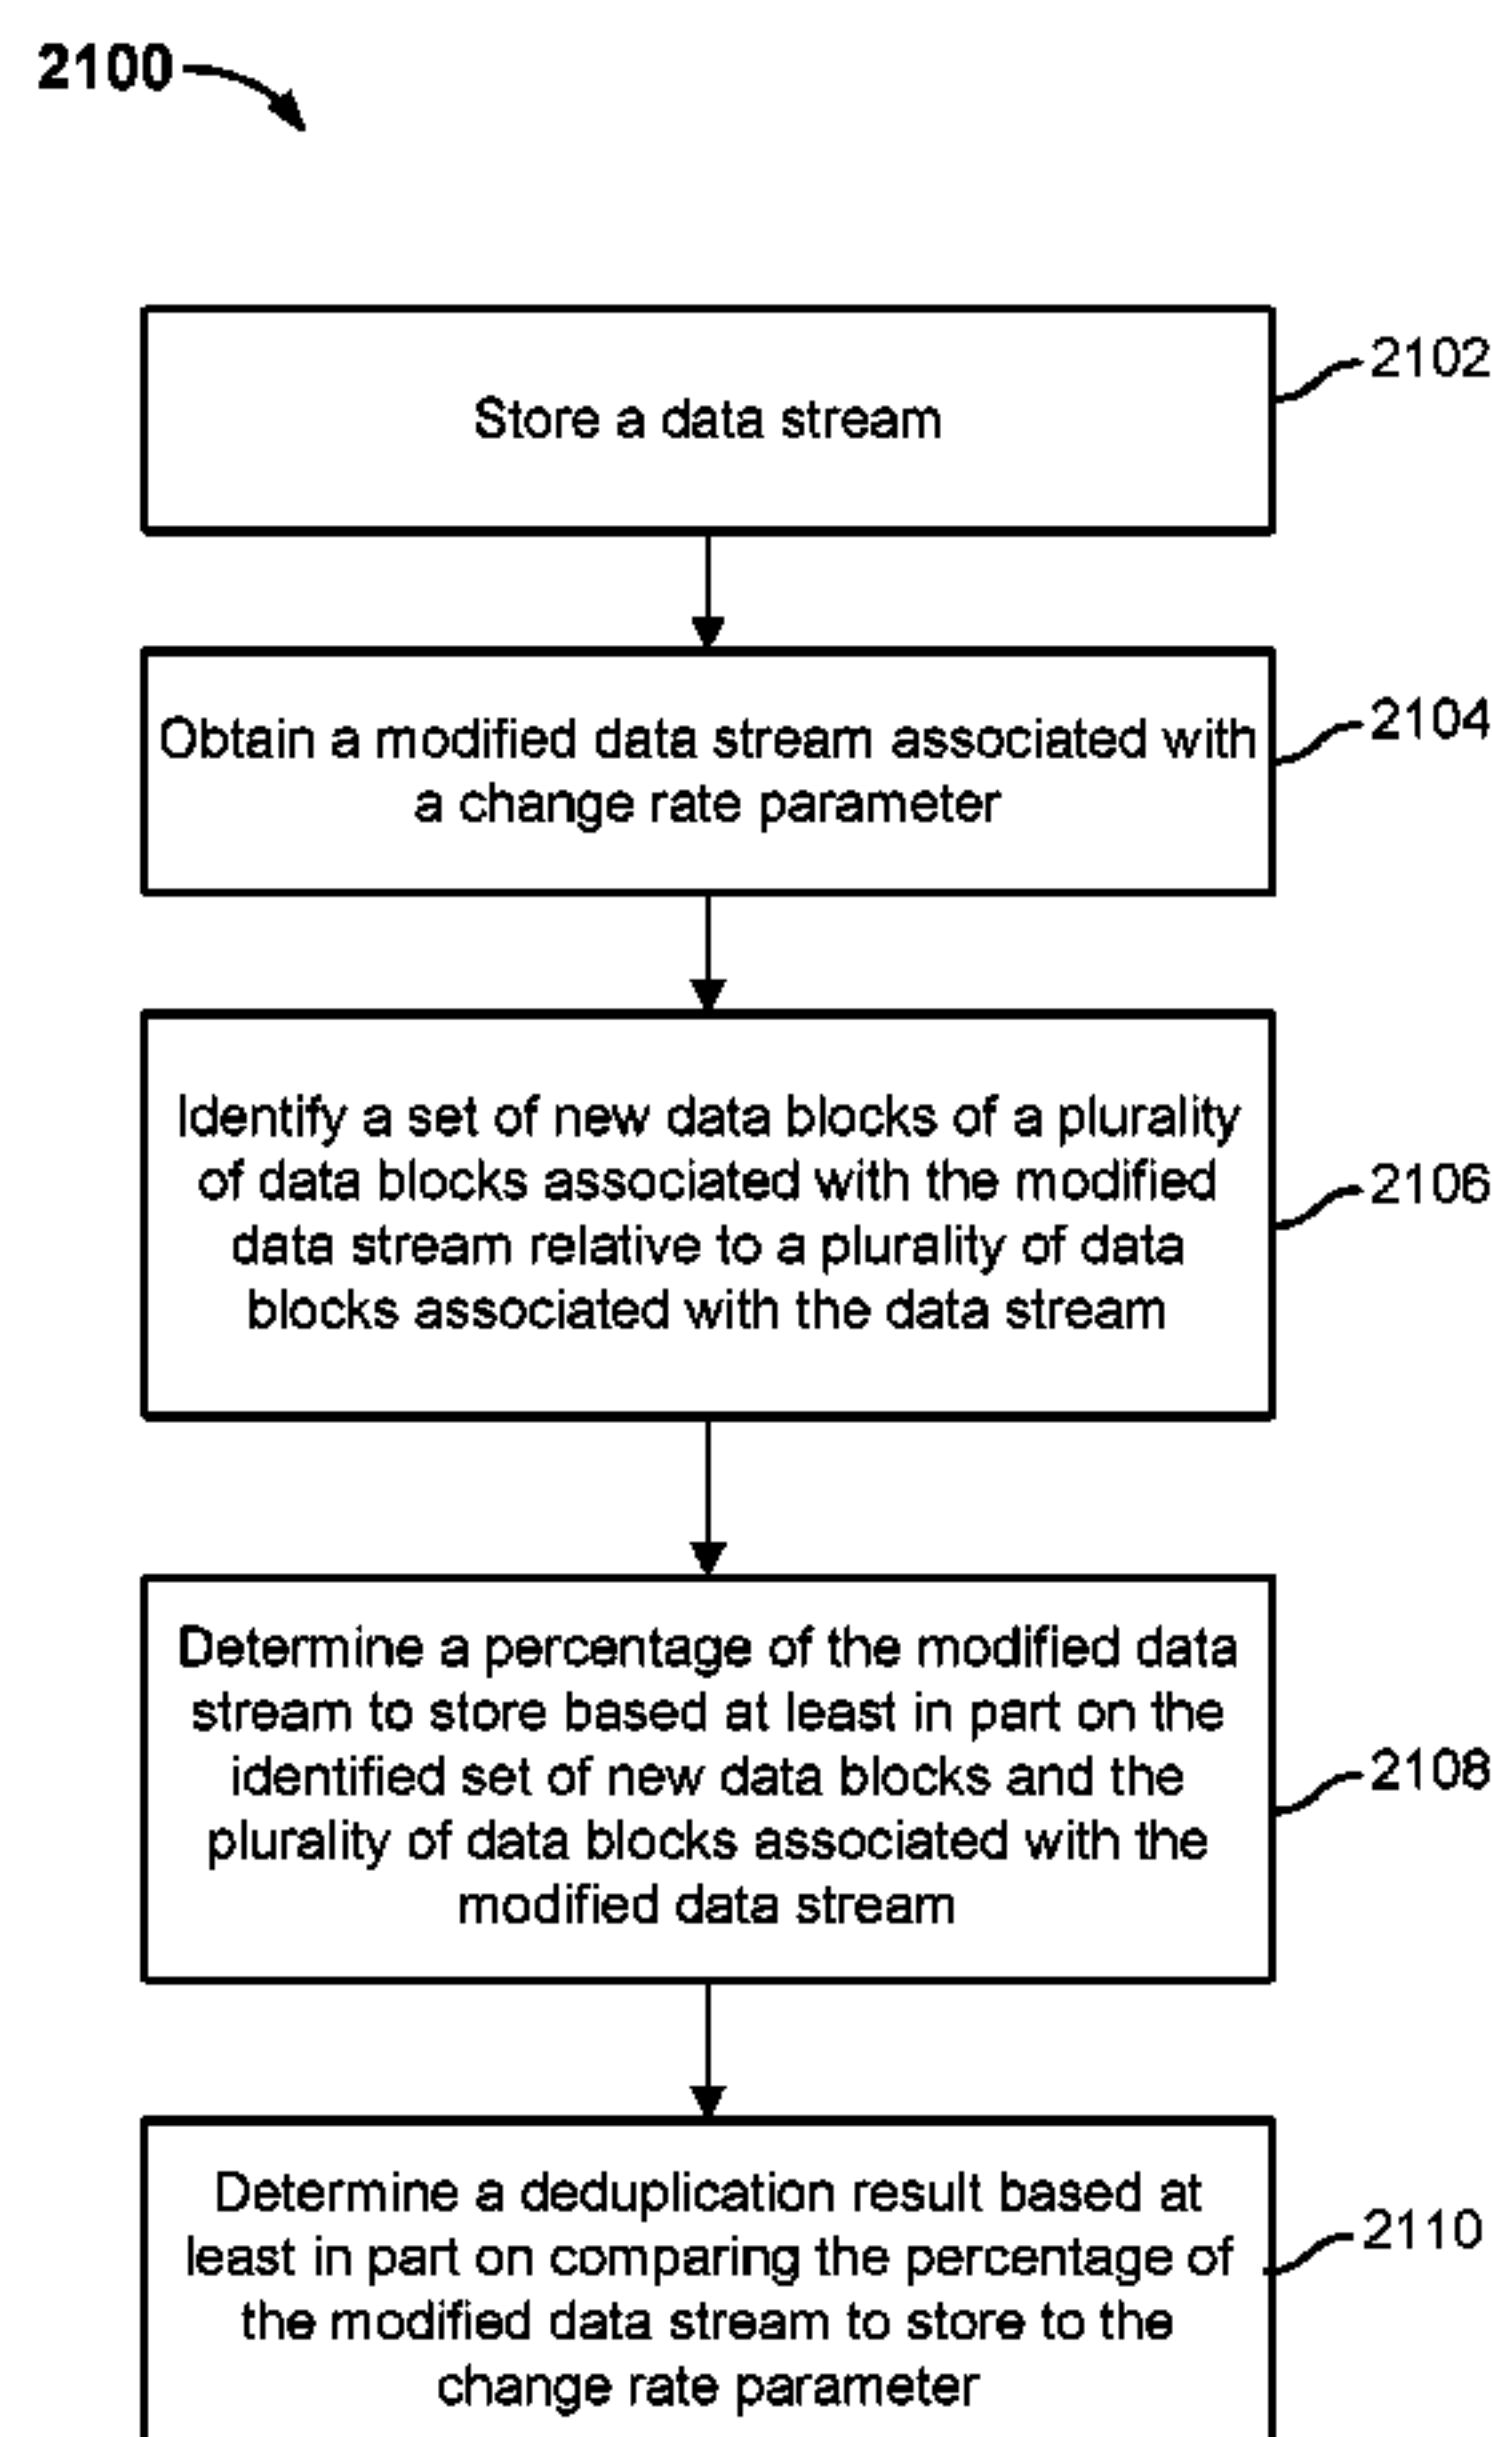 2100
Store a data stream
2102
Obtain a modified data stream associated with
a change rate parameter
2104
Identify a set of new data blocks of a plurality
of data blocks associated with the modified
data stream relative to a plurality of data
blocks associated with the data stream
2106
Determine a percentage of the modified data
stream to store based at least in part on the
identified set of new data blocks and the
plurality of data blocks associated with the
modified data stream
2108
Determine a deduplication result based at
least in part on comparing the percentage of
the modified data stream to store to the
change rate parameter
2110